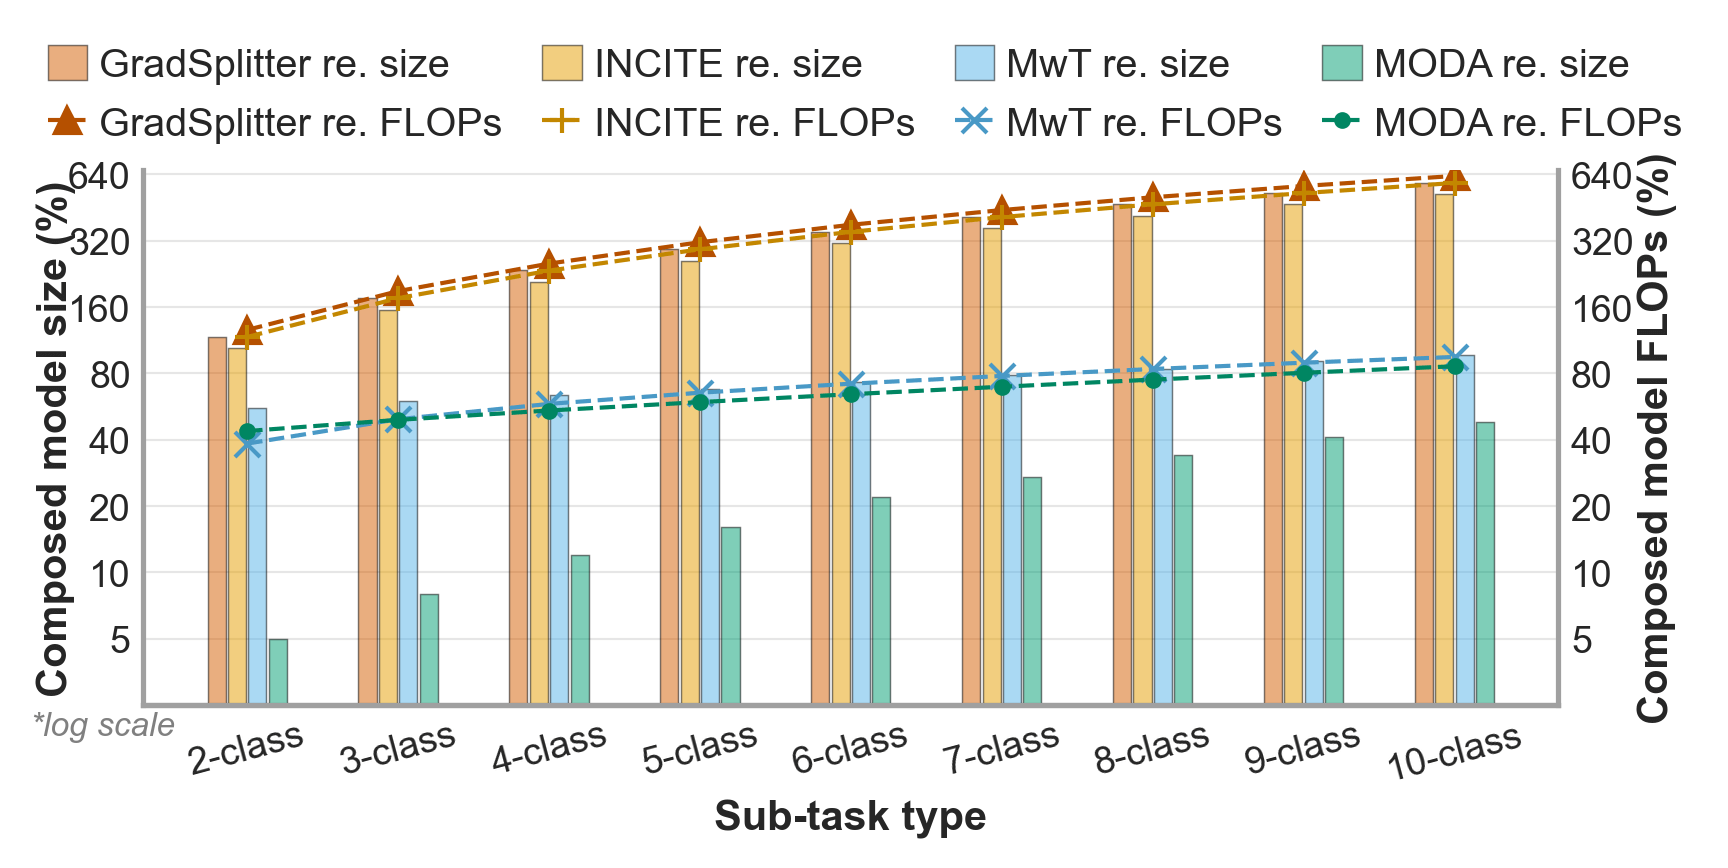 GradSplitter re. size INCITE re. size MwT re. size MODA re. size
GradSplitter re. FLOPs INCITE re. FLOPs MwT re. FLOPs MODA re. FLOPs
Composed model size (%)
640
320
160
80
40
20
10
5
*log scale
640
320
160
80
40
20
10
5
Composed model FLOPs (%)
2-class 3-class 4-class 5-class 6-class 7-class 8-class 9-class 10-class
Sub-task type